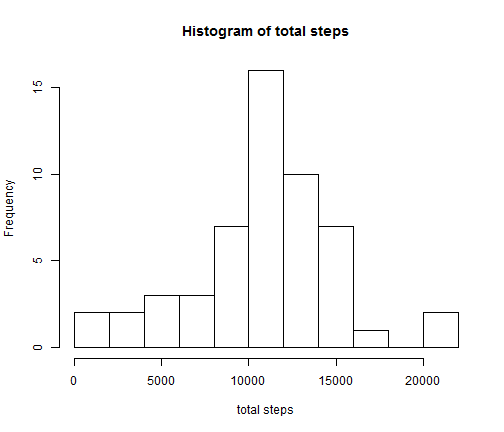 Histogram of total steps
Frequency
15
10
5
0
0 5000 10000 15000 20000
total steps